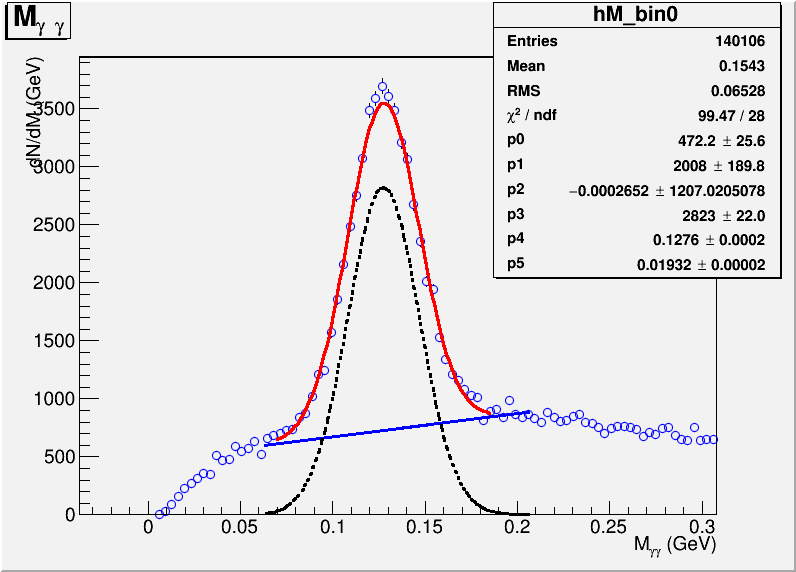 Mγ γ
hM_bin0
Entries 140106
Mean 0.1543
RMS 0.06528
χ² / ndf 99.47 / 28
p0 472.2 ± 25.6
p1 2008 ± 189.8
p2 −0.0002652 ± 1207.0205078
p3 2823 ± 22.0
p4 0.1276 ± 0.0002
p5 0.01932 ± 0.00002
dN/dM (GeV)
3500
3000
2500
2000
1500
1000
500
0
0 0.05 0.1 0.15 0.2 0.25 0.3
Mγγ (GeV)